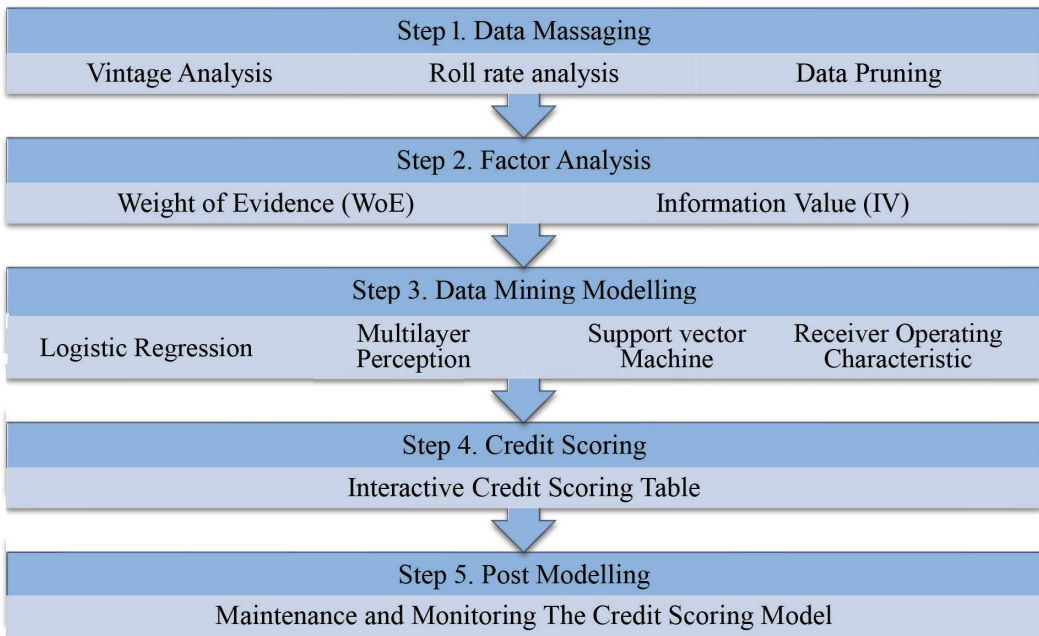 Step 1. Data Massaging
Vintage Analysis Roll rate analysis Data Pruning
Step 2. Factor Analysis
Weight of Evidence (WoE) Information Value (IV)
Step 3. Data Mining Modelling
Logistic Regression
Multilayer
Perception
Support vector
Machine
Receiver Operating
Characteristic
Step 4. Credit Scoring
Interactive Credit Scoring Table
Step 5. Post Modelling
Maintenance and Monitoring The Credit Scoring Model